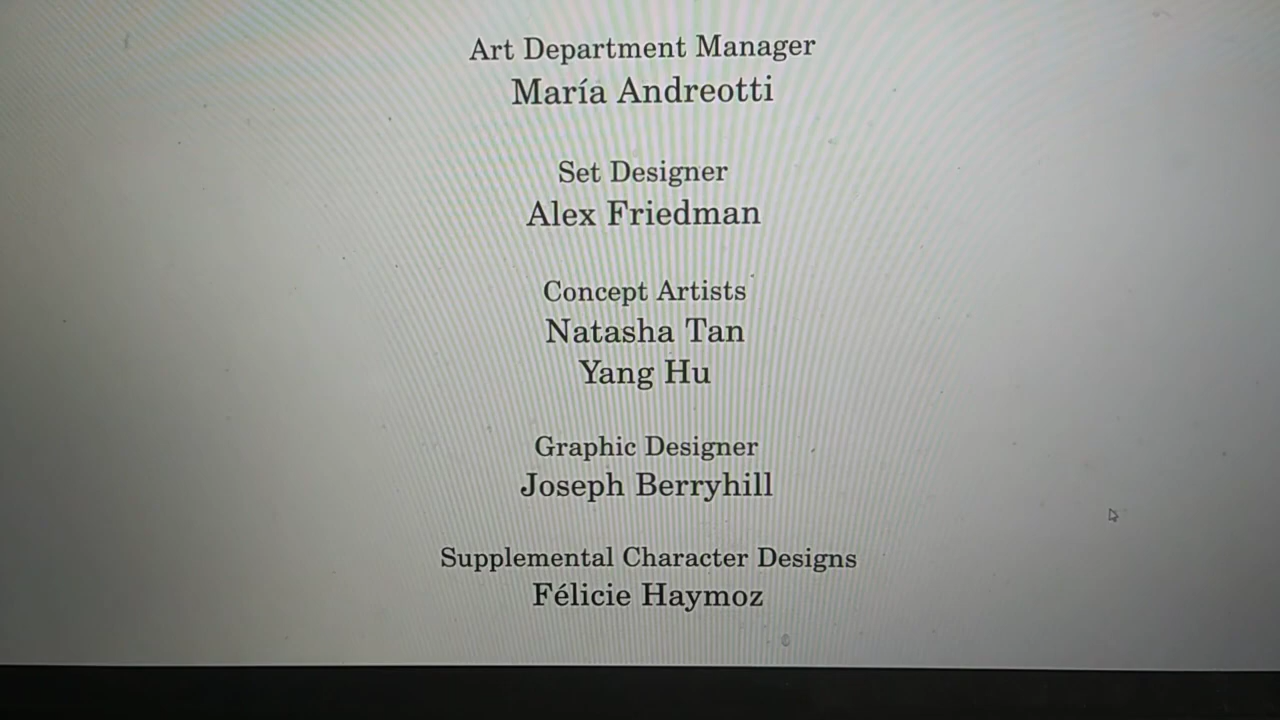 Art Department Manager
María Andreotti
Set Designer
Alex Friedman
Concept Artists
Natasha Tan
Yang Hu
Graphic Designer
Joseph Berryhill
Supplemental Character Designs
Félicie Haymoz